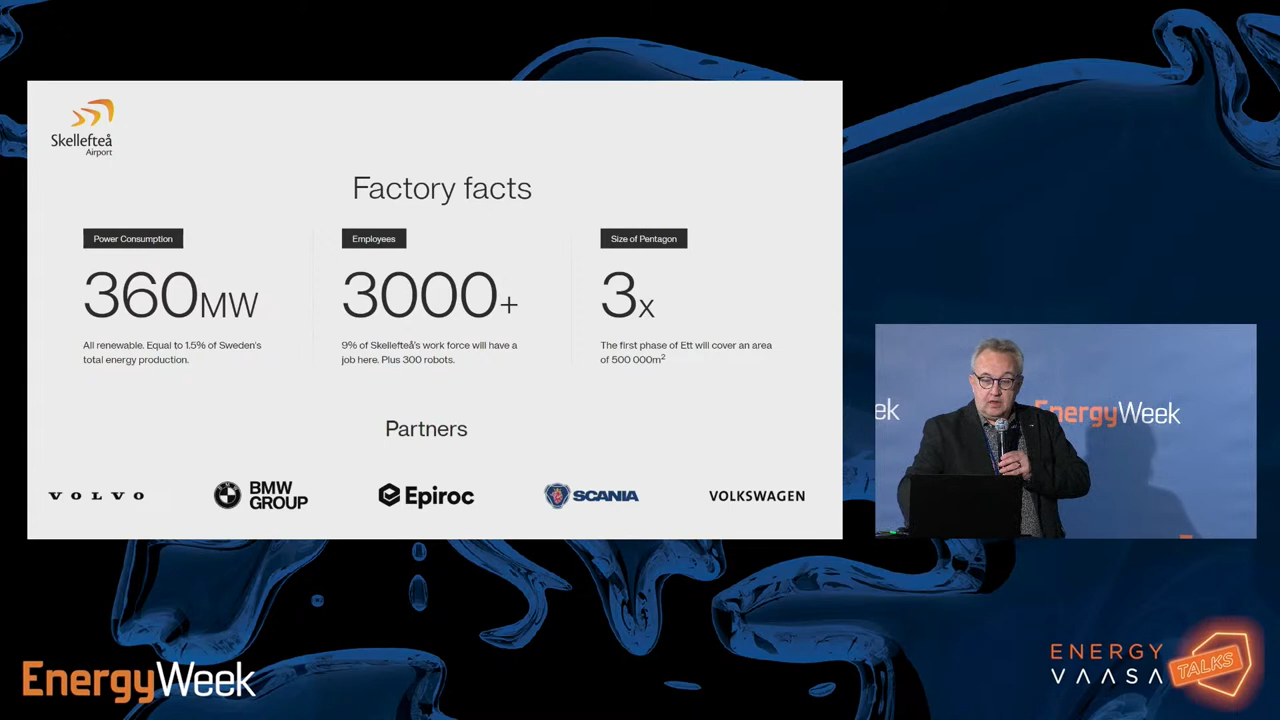 Skellefteå
Airport
Factory facts
Power Consumption
360MW
All renewable. Equal to 1.5% of Sweden's
total energy production.
Employees
3000+
9% of Skellefteå's work force will have a
job here. Plus 300 robots.
Size of Pentagon
3x
The first phase of Ett will cover an area
of 500 000m²
Partners
VOLVO
BMW
GROUP
Epiroc
SCANIA
VOLKSWAGEN
ek
EnergyWeek
EnergyWeek
ENERGY
VAASA
TALKS